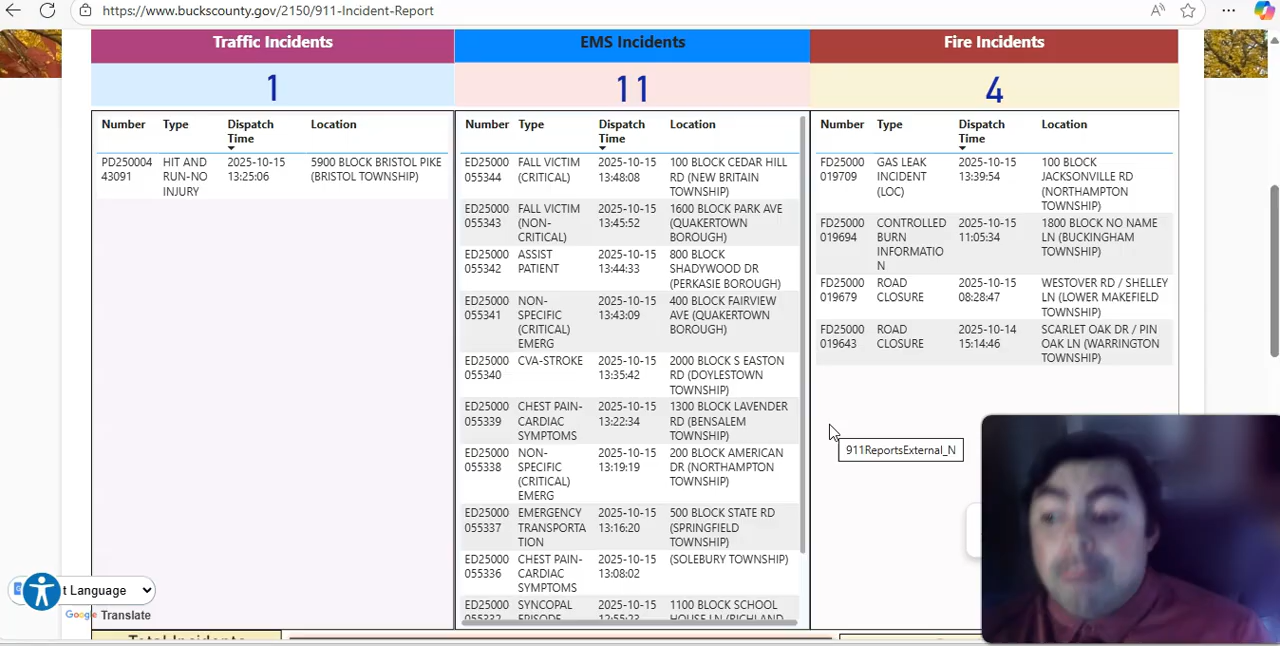 https://www.buckscounty.gov/2150/911-Incident-Report
Traffic Incidents
1
Number Type Dispatch Time Location
PD250004 HIT AND 2025-10-15 5900 BLOCK BRISTOL PIKE
43091 RUN-NO 13:25:06 (BRISTOL TOWNSHIP)
INJURY
EMS Incidents
11
Number Type Dispatch Time Location
ED25000 FALL VICTIM 2025-10-15 100 BLOCK CEDAR HILL
055344 (CRITICAL) 13:48:08 RD (NEW BRITAIN
TOWNSHIP)
ED25000 FALL VICTIM 2025-10-15 1600 BLOCK PARK AVE
055343 (NON- 13:45:52 (QUAKERTOWN
CRITICAL) BOROUGH)
ED25000 ASSIST 2025-10-15 800 BLOCK
055342 PATIENT 13:44:33 SHADYWOOD DR
(PERKASIE BOROUGH)
ED25000 NON- 2025-10-15 400 BLOCK FAIRVIEW
055341 SPECIFIC 13:43:09 AVE (QUAKERTOWN
(CRITICAL) BOROUGH)
EMERG
ED25000 CVA-STROKE 2025-10-15 2000 BLOCK S EASTON
055340 13:35:42 RD (DOYLESTOWN
TOWNSHIP)
ED25000 CHEST PAIN- 2025-10-15 1300 BLOCK LAVENDER
055339 CARDIAC 13:22:34 RD (BENSALEM
SYMPTOMS TOWNSHIP)
ED25000 NON- 2025-10-15 200 BLOCK AMERICAN
055338 SPECIFIC 13:19:19 DR (NORTHAMPTON
(CRITICAL) TOWNSHIP)
EMERG
ED25000 EMERGENCY 2025-10-15 500 BLOCK STATE RD
055337 TRANSPORTA 13:16:20 (SPRINGFIELD
TION TOWNSHIP)
ED25000 CHEST PAIN- 2025-10-15 (SOLEBURY TOWNSHIP)
055336 CARDIAC 13:08:02
SYMPTOMS
ED25000 SYNCOPAL 2025-10-15 1100 BLOCK SCHOOL
EPISODE 12:55:23 HOUSE LN (RICHLAND
Fire Incidents
4
Number Type Dispatch Time Location
FD25000 GAS LEAK 2025-10-15 100 BLOCK
019709 INCIDENT 13:39:54 JACKSONVILLE RD
(LOC) (NORTHAMPTON
TOWNSHIP)
FD25000 CONTROLLED 2025-10-15 1800 BLOCK NO NAME
019694 BURN 11:05:34 LN (BUCKINGHAM
INFORMATIO TOWNSHIP)
N
FD25000 ROAD 2025-10-15 WESTOVER RD / SHELLEY
019679 CLOSURE 08:28:47 LN (LOWER MAKEFIELD
TOWNSHIP)
FD25000 ROAD 2025-10-14 SCARLET OAK DR / PIN
019643 CLOSURE 15:14:46 OAK LN (WARRINGTON
TOWNSHIP)
911ReportsExternal_N
t Language
Google Translate
Total Incidents